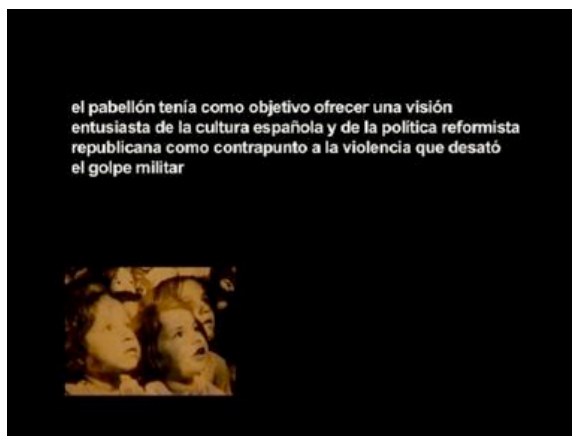 el pabellón tenía como objetivo ofrecer una visión
entusiasta de la cultura española y de la política reformista
republicana como contrapunto a la violencia que desató
el golpe militar